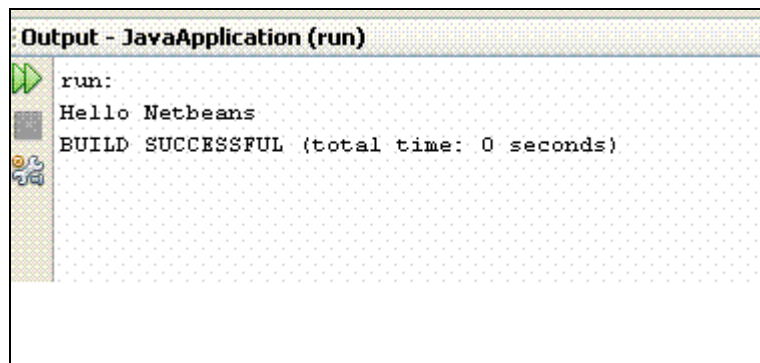 Output - JavaApplication (run)
run:
Hello Netbeans
BUILD SUCCESSFUL (total time: 0 seconds)